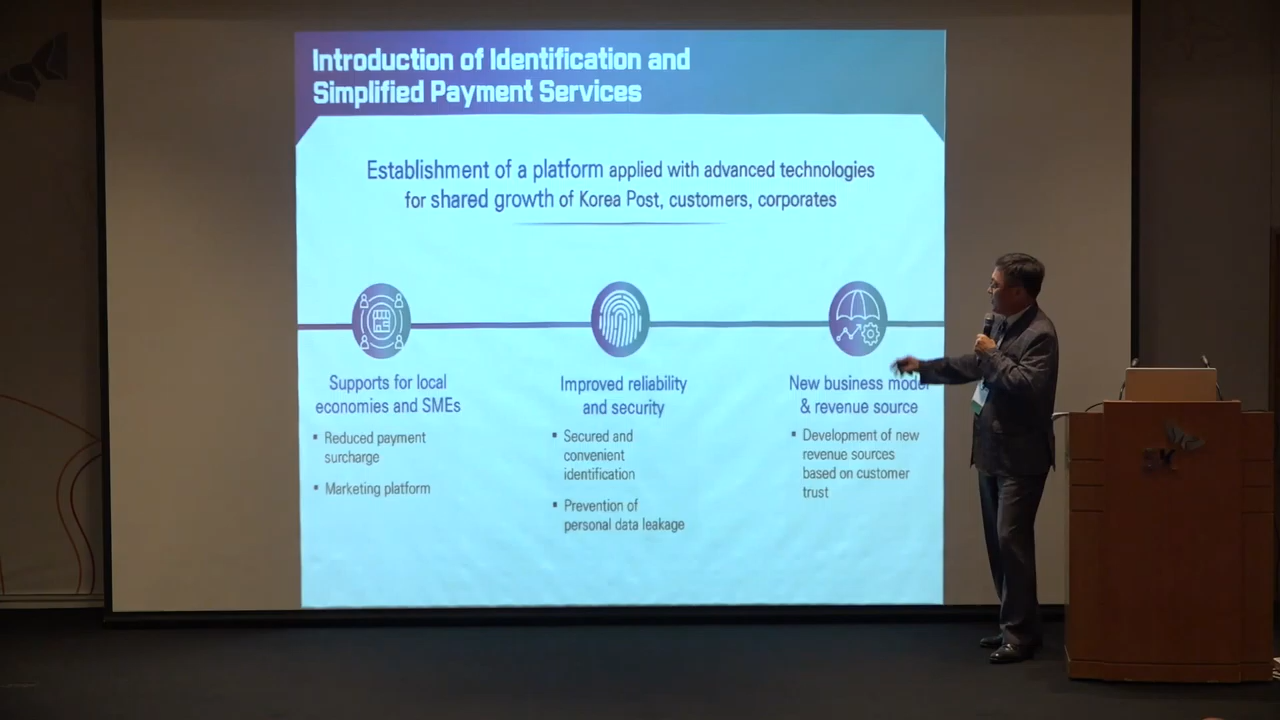 Introduction of Identification and
Simplified Payment Services
Establishment of a platform applied with advanced technologies
for shared growth of Korea Post, customers, corporates
Supports for local
economies and SMEs
▪ Reduced payment
surcharge
▪ Marketing platform
Improved reliability
and security
▪ Secured and
convenient
identification
▪ Prevention of
personal data leakage
New business model
& revenue source
▪ Development of new
revenue sources
based on customer
trust